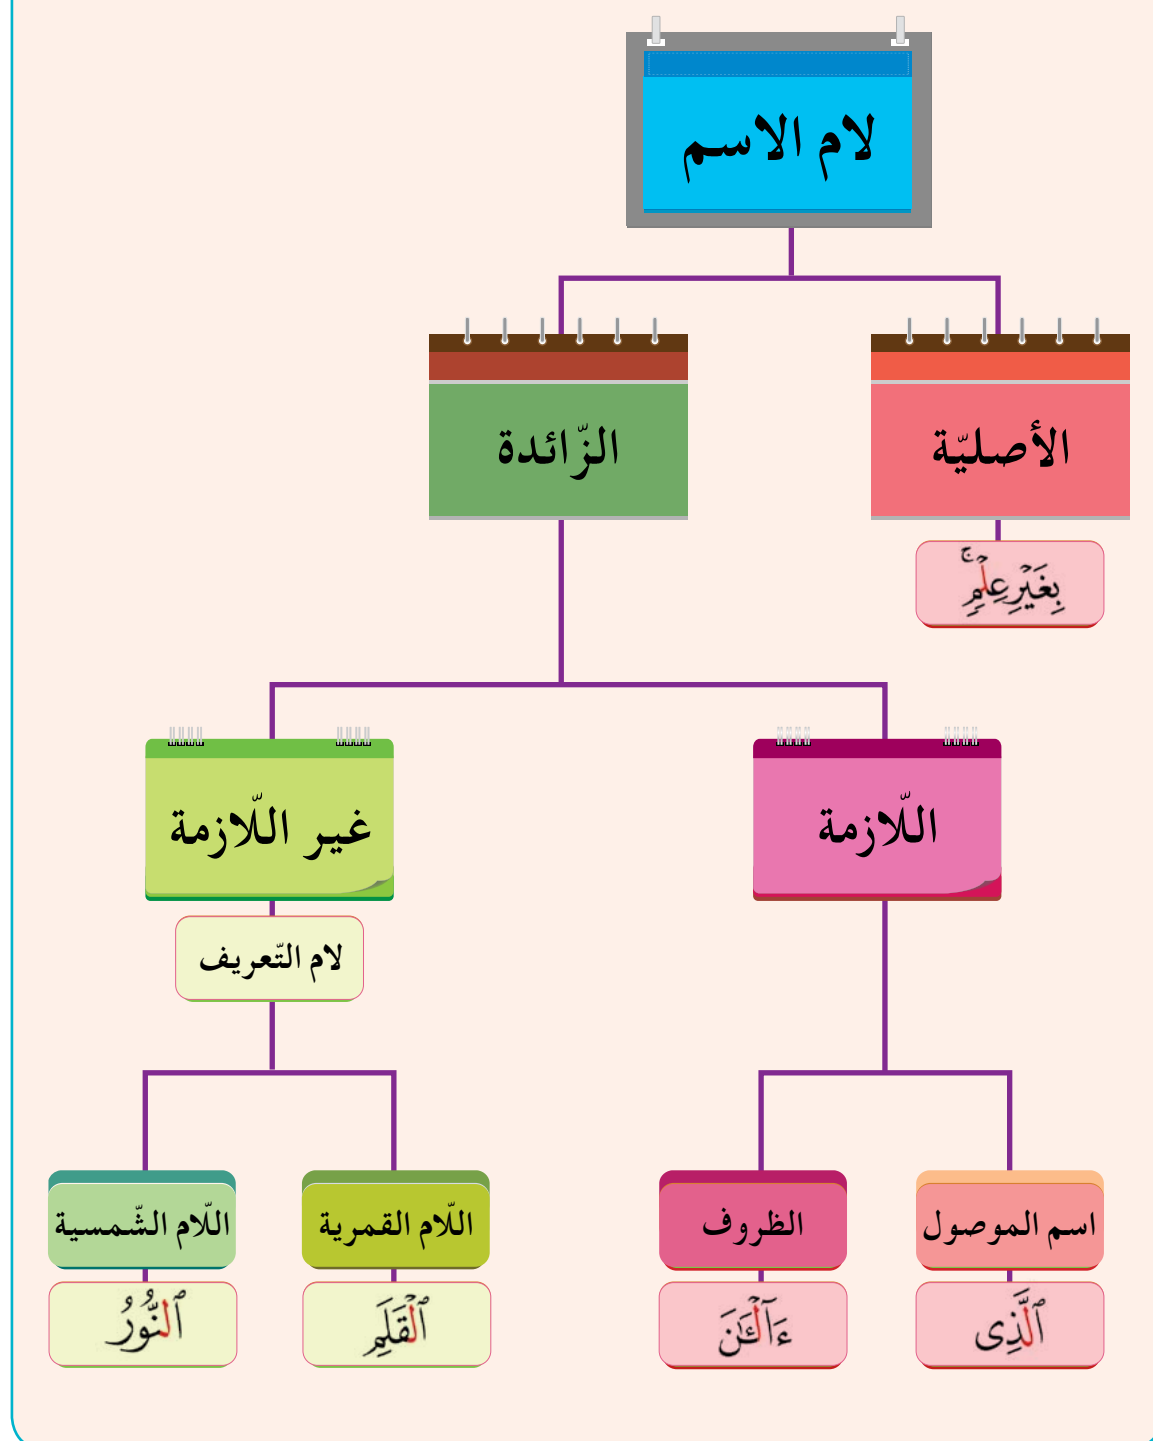 لام الاسم
الأصليّة
الزّائدة
بِغَيۡرِ عِلۡمٖۚ
اللّازمة
غير اللّازمة
لام التّعريف
اسم الموصول
الظروف
اللّام القمرية
اللّام الشّمسية
ٱلَّذِى
ءَآلۡـَٰٔنَ
ٱلۡقَلَمِ
ٱلنُّورُ